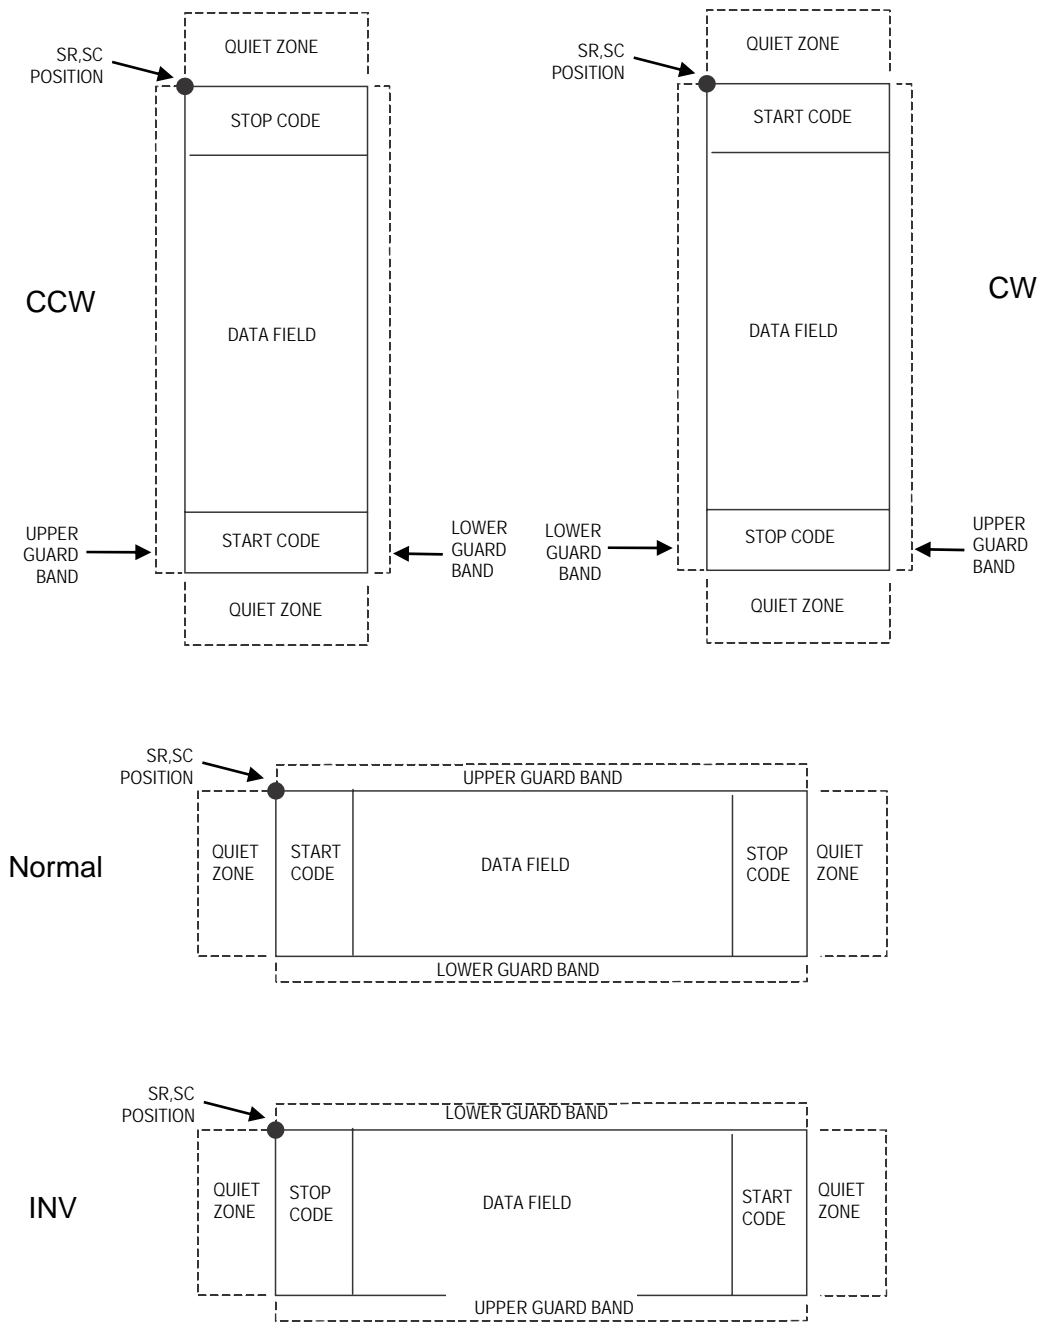 QUIET ZONE
SR,SC
POSITION
STOP CODE
CCW
DATA FIELD
UPPER
GUARD
BAND
START CODE
LOWER
GUARD
BAND
QUIET ZONE
QUIET ZONE
SR,SC
POSITION
START CODE
CW
DATA FIELD
LOWER
GUARD
BAND
STOP CODE
UPPER
GUARD
BAND
QUIET ZONE
SR,SC
POSITION
UPPER GUARD BAND
Normal
QUIET
ZONE
START
CODE
DATA FIELD
STOP
CODE
QUIET
ZONE
LOWER GUARD BAND
SR,SC
POSITION
LOWER GUARD BAND
INV
QUIET
ZONE
STOP
CODE
DATA FIELD
START
CODE
QUIET
ZONE
UPPER GUARD BAND